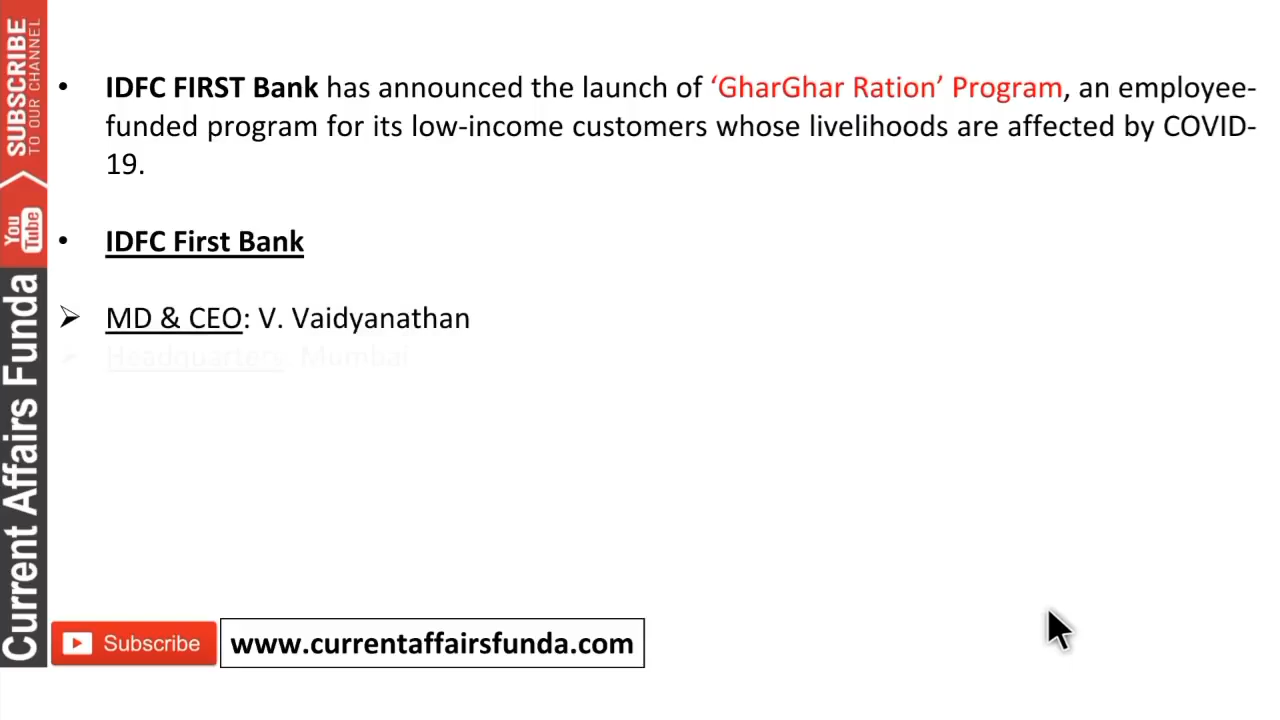 • IDFC FIRST Bank has announced the launch of ‘GharGhar Ration’ Program, an employee-
funded program for its low-income customers whose livelihoods are affected by COVID-
19.
• IDFC First Bank
➢ MD & CEO: V. Vaidyanathan
➢ Headquarters Mumbai
SUBSCRIBE
TO OUR CHANNEL
You
Tube
Current Affairs Funda
Subscribe
www.currentaffairsfunda.com